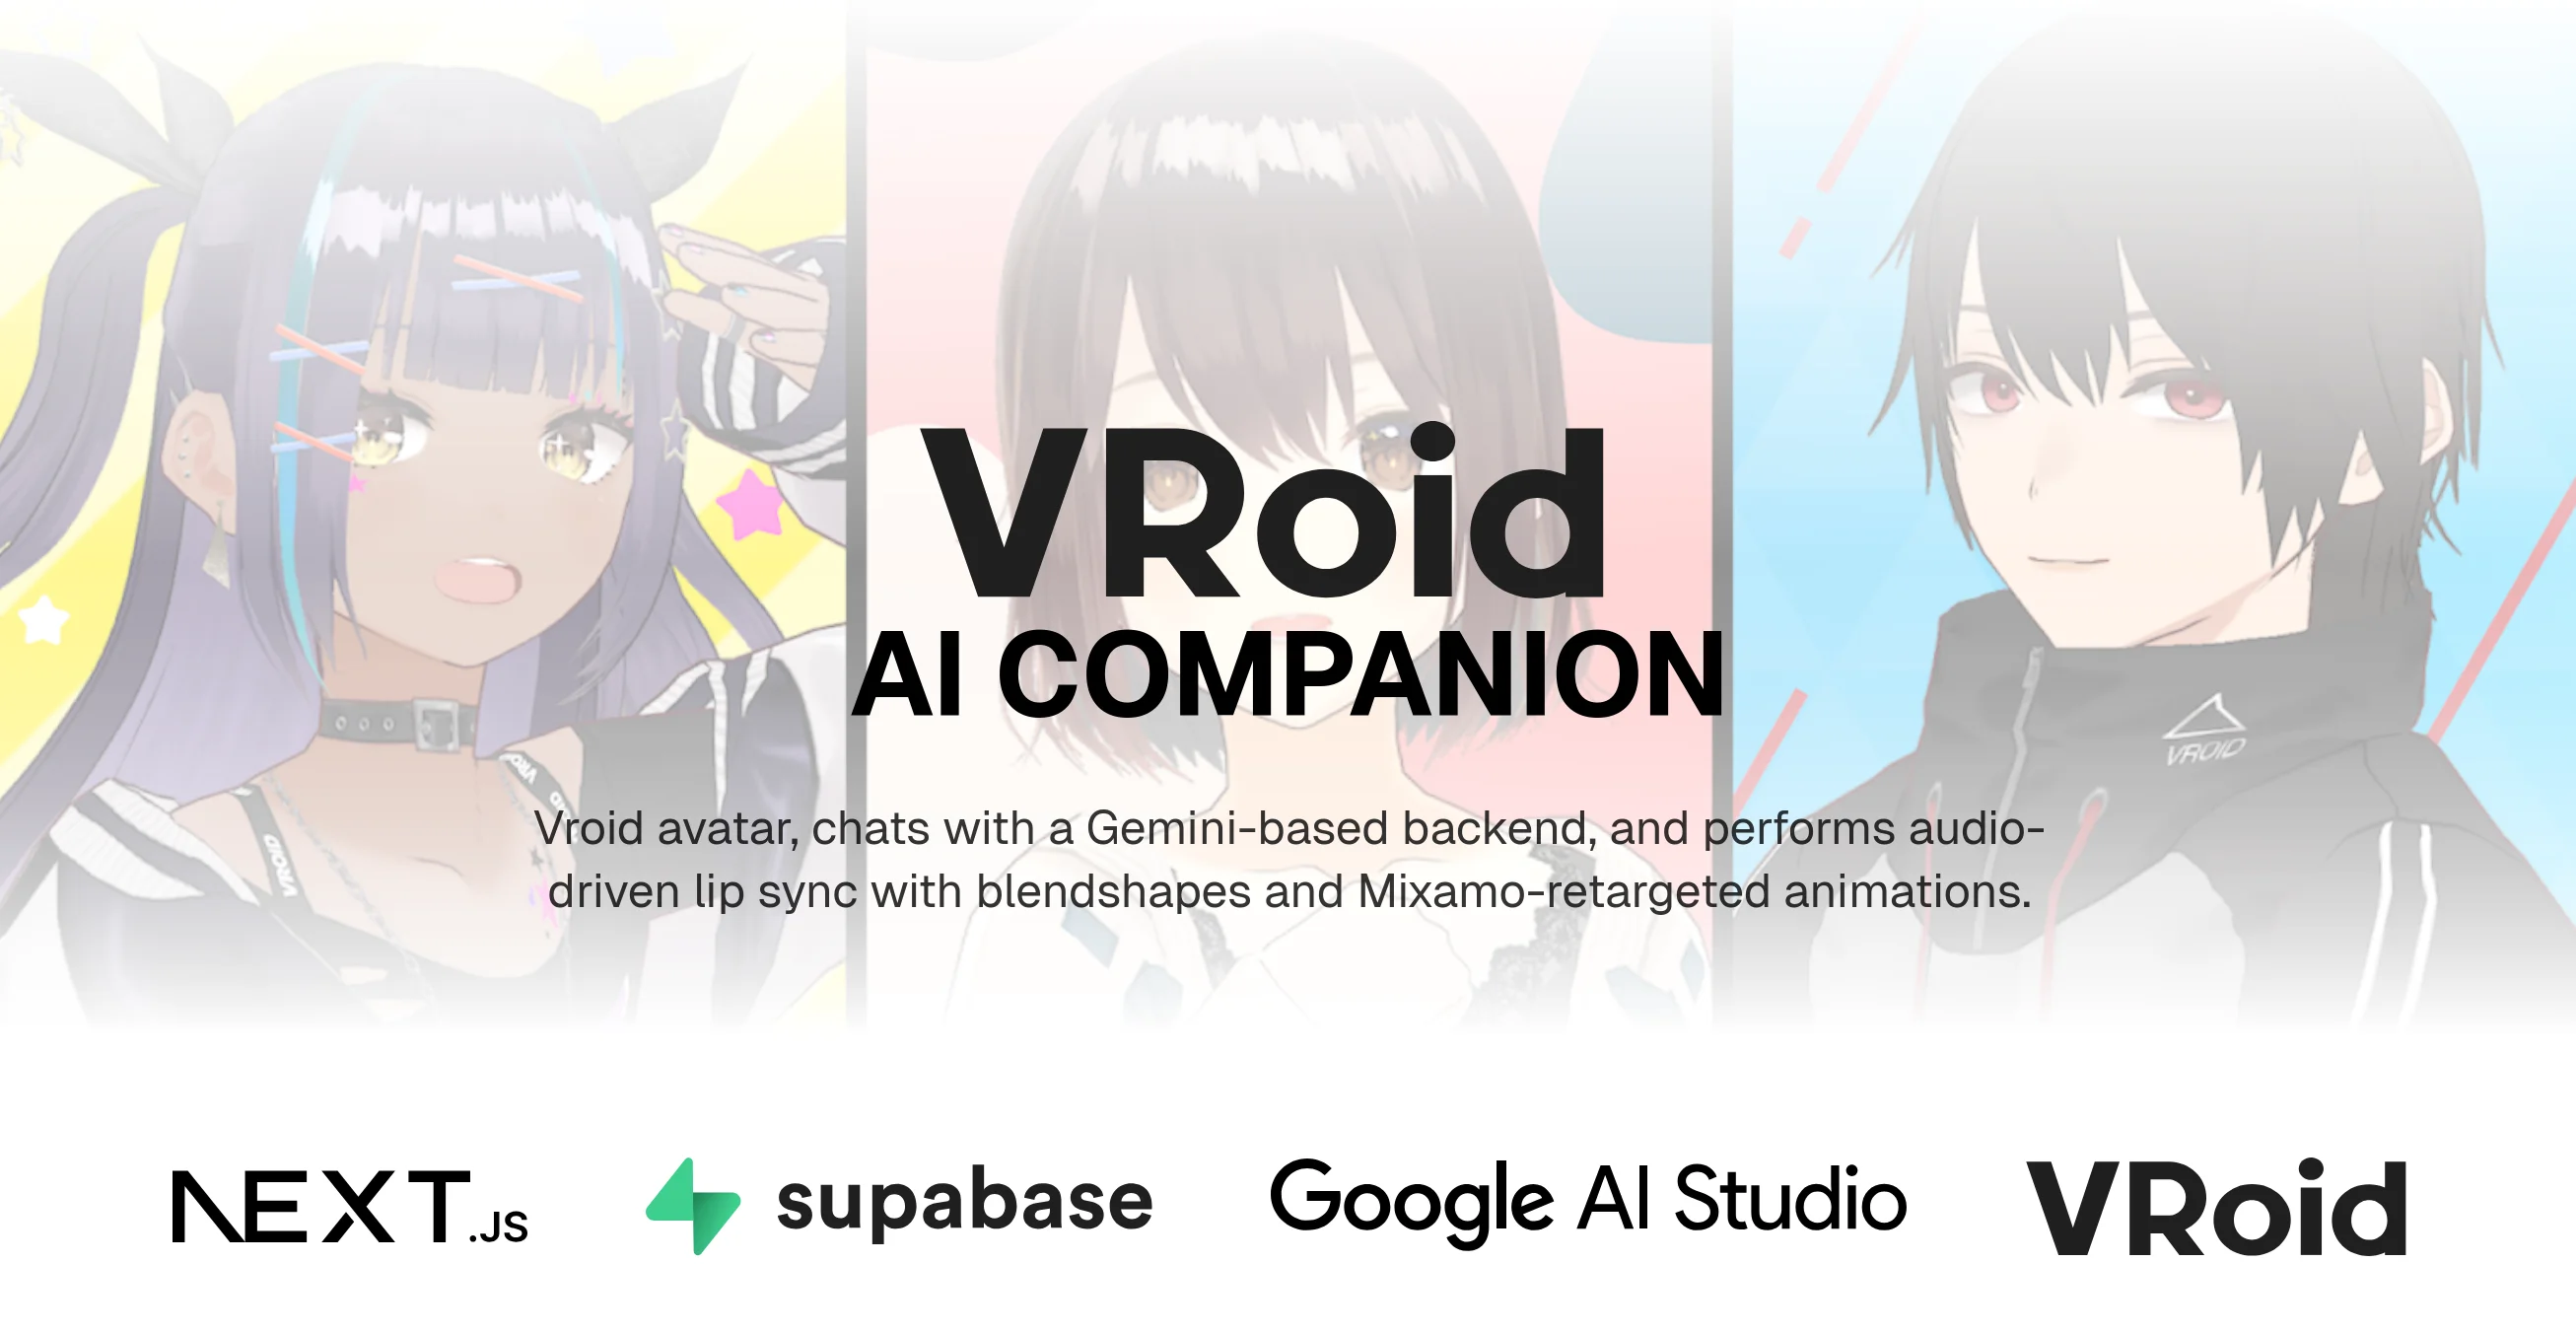 VRoid
AI COMPANION
VROID
VRO
VROID
Vroid avatar, chats with a Gemini-based backend, and performs audio-
driven lip sync with blendshapes and Mixamo-retargeted animations.
NEXT.JS
supabase
Google AI Studio
VRoid